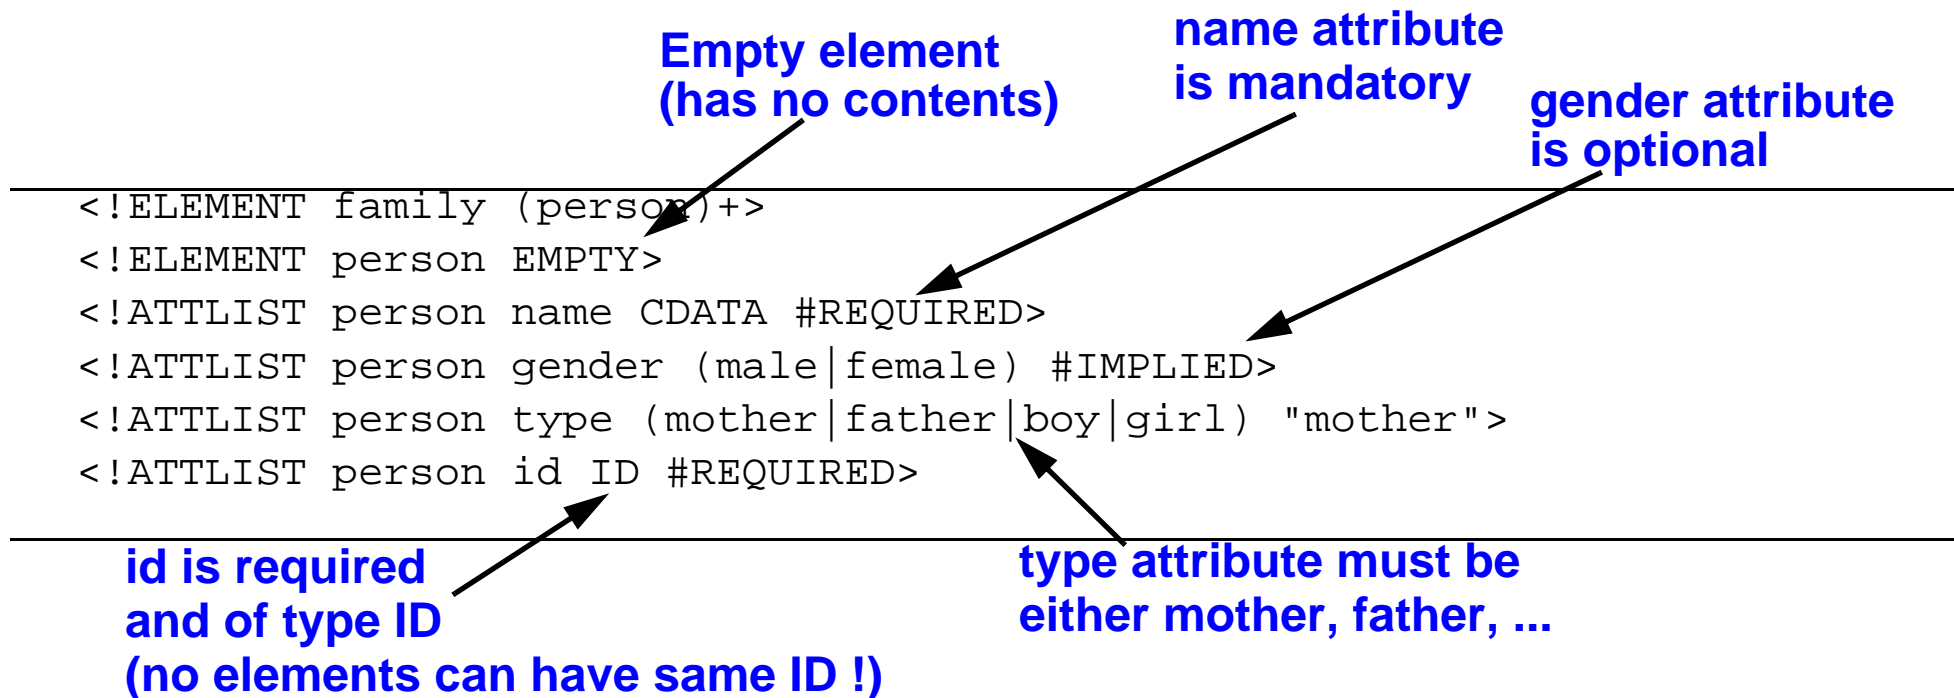 Empty element
(has no contents)
name attribute
is mandatory
gender attribute
is optional
<!ELEMENT family (person)+>
<!ELEMENT person EMPTY>
<!ATTLIST person name CDATA #REQUIRED>
<!ATTLIST person gender (male|female) #IMPLIED>
<!ATTLIST person type (mother|father|boy|girl) "mother">
<!ATTLIST person id ID #REQUIRED>
id is required
and of type ID
(no elements can have same ID !)
type attribute must be
either mother, father, ...